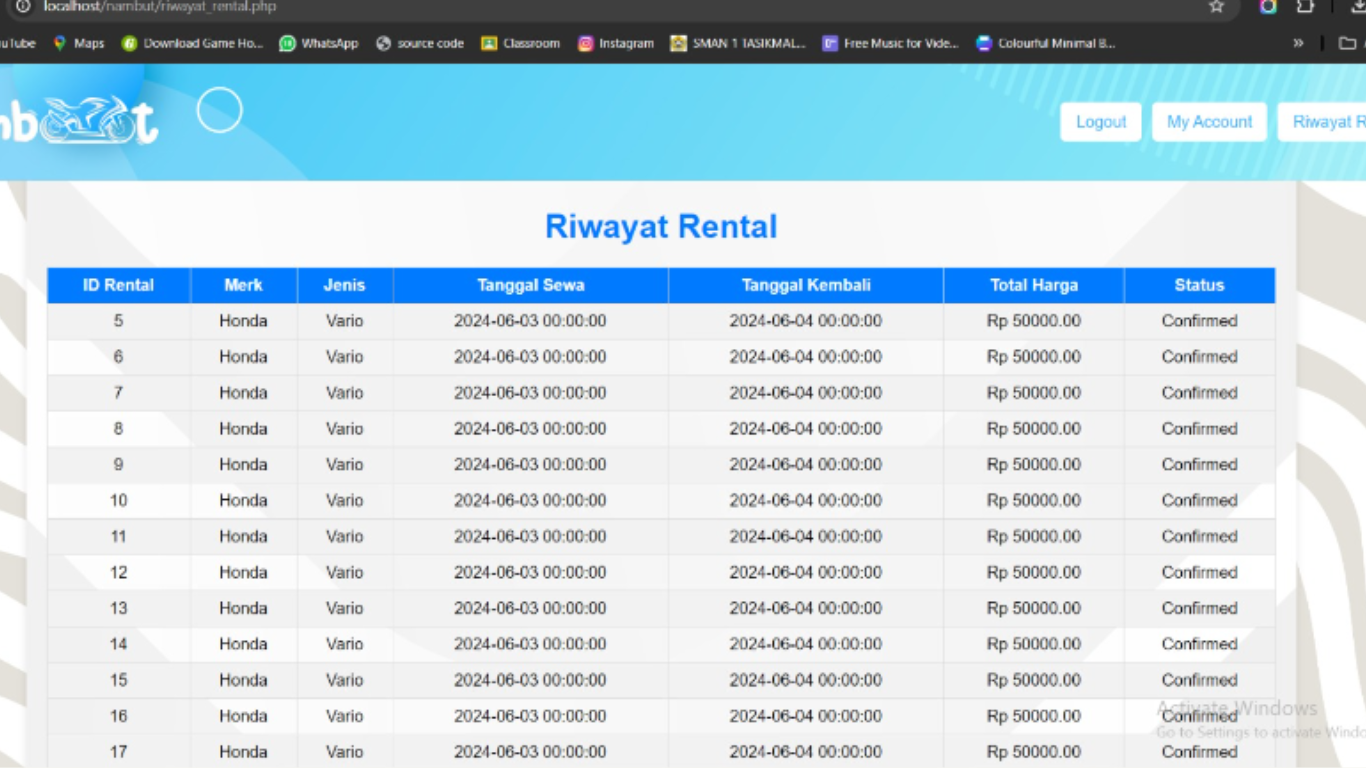 localhost/nambut/riwayat_rental.php
uTube Maps Download Game Ho... WhatsApp source code Classroom Instagram SMAN 1 TASIKMAL... Free Music for Vide... Colourful Minimal B... »
Logout My Account Riwayat R
Riwayat Rental
ID Rental Merk Jenis Tanggal Sewa Tanggal Kembali Total Harga Status
5 Honda Vario 2024-06-03 00:00:00 2024-06-04 00:00:00 Rp 50000.00 Confirmed
6 Honda Vario 2024-06-03 00:00:00 2024-06-04 00:00:00 Rp 50000.00 Confirmed
7 Honda Vario 2024-06-03 00:00:00 2024-06-04 00:00:00 Rp 50000.00 Confirmed
8 Honda Vario 2024-06-03 00:00:00 2024-06-04 00:00:00 Rp 50000.00 Confirmed
9 Honda Vario 2024-06-03 00:00:00 2024-06-04 00:00:00 Rp 50000.00 Confirmed
10 Honda Vario 2024-06-03 00:00:00 2024-06-04 00:00:00 Rp 50000.00 Confirmed
11 Honda Vario 2024-06-03 00:00:00 2024-06-04 00:00:00 Rp 50000.00 Confirmed
12 Honda Vario 2024-06-03 00:00:00 2024-06-04 00:00:00 Rp 50000.00 Confirmed
13 Honda Vario 2024-06-03 00:00:00 2024-06-04 00:00:00 Rp 50000.00 Confirmed
14 Honda Vario 2024-06-03 00:00:00 2024-06-04 00:00:00 Rp 50000.00 Confirmed
15 Honda Vario 2024-06-03 00:00:00 2024-06-04 00:00:00 Rp 50000.00 Confirmed
16 Honda Vario 2024-06-03 00:00:00 2024-06-04 00:00:00 Rp 50000.00 Confirmed
17 Honda Vario 2024-06-03 00:00:00 2024-06-04 00:00:00 Rp 50000.00 Confirmed
Activate Windows
Go to Settings to activate Windo